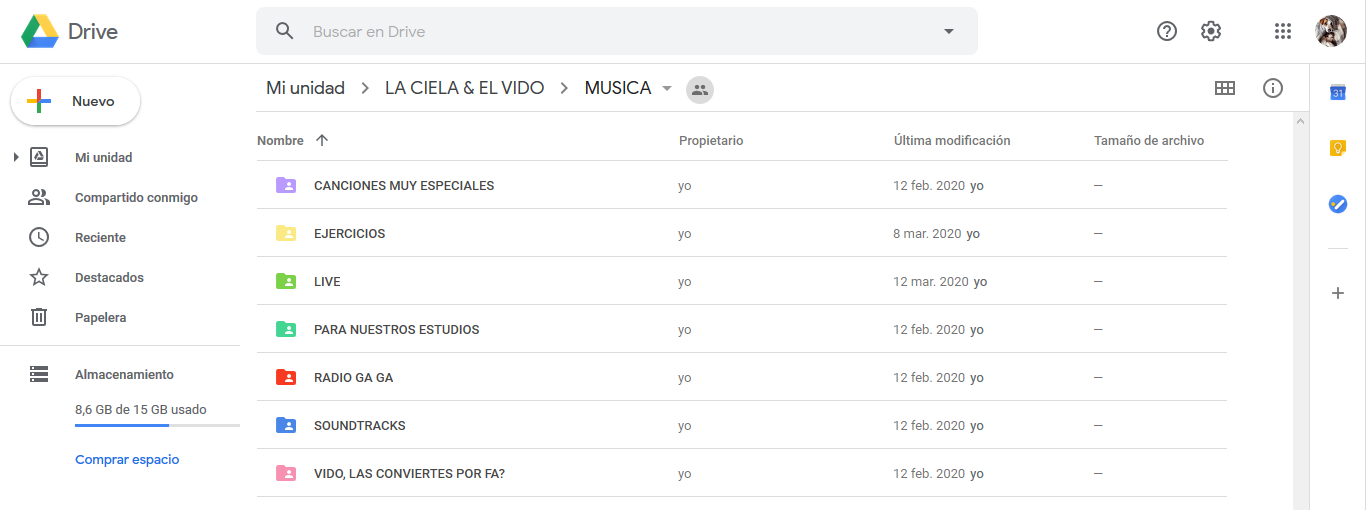 Drive
Buscar en Drive
Nuevo
Mi unidad
Compartido conmigo
Reciente
Destacados
Papelera
Almacenamiento
8,6 GB de 15 GB usado
Comprar espacio
Mi unidad > LA CIELA & EL VIDO > MUSICA
Nombre Propietario Última modificación Tamaño de archivo
CANCIONES MUY ESPECIALES yo 12 feb. 2020 yo —
EJERCICIOS yo 8 mar. 2020 yo —
LIVE yo 12 mar. 2020 yo —
PARA NUESTROS ESTUDIOS yo 12 feb. 2020 yo —
RADIO GA GA yo 12 feb. 2020 yo —
SOUNDTRACKS yo 12 feb. 2020 yo —
VIDO, LAS CONVIERTES POR FA? yo 12 feb. 2020 yo —
31